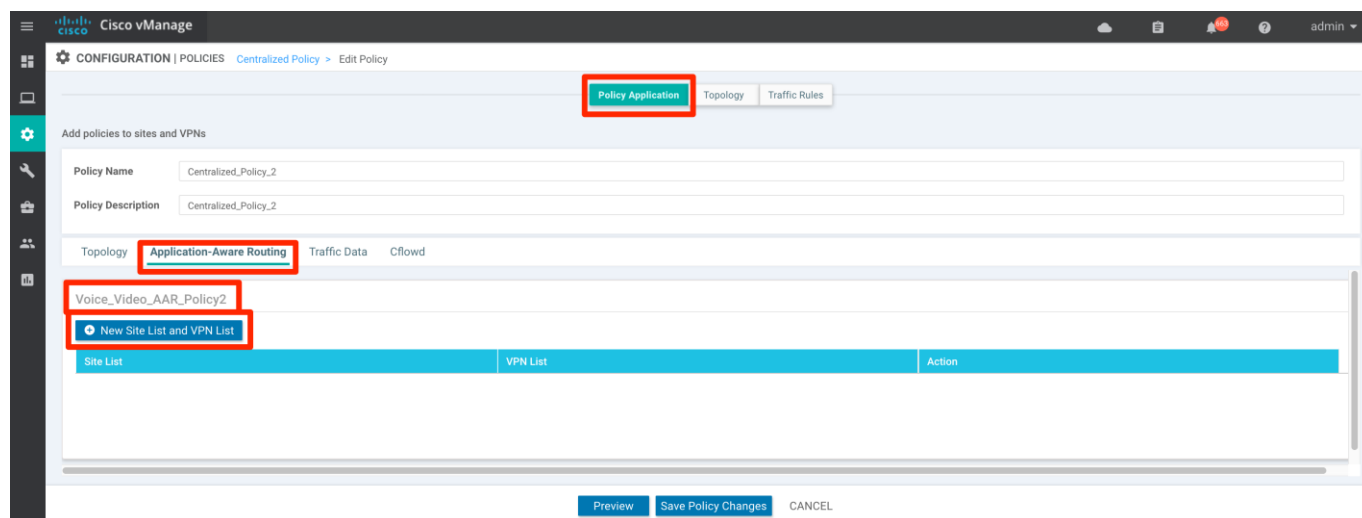 cisco Cisco vManage 663 admin
CONFIGURATION | POLICIES Centralized Policy > Edit Policy
Policy Application Topology Traffic Rules
Add policies to sites and VPNs
Policy Name Centralized_Policy_2
Policy Description Centralized_Policy_2
Topology Application-Aware Routing Traffic Data Cflowd
Voice_Video_AAR_Policy2
New Site List and VPN List
Site List VPN List Action
Preview Save Policy Changes CANCEL